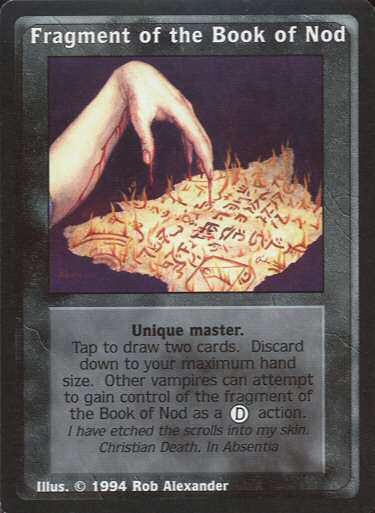 Fragment of the Book of Nod
Unique master.
Tap to draw two cards. Discard
down to your maximum hand
size. Other vampires can attempt
to gain control of the fragment of
the Book of Nod as a D action.
I have etched the scrolls into my skin.
Christian Death, In Absentia
Illus. © 1994 Rob Alexander